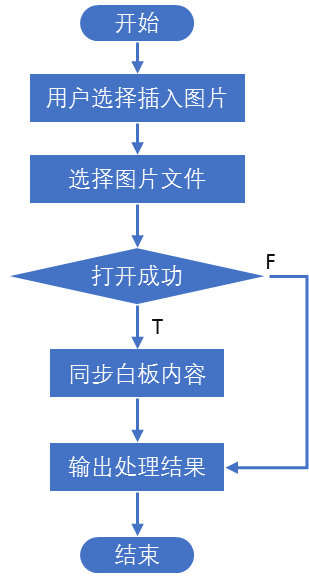 开始
用户选择插入图片
选择图片文件
打开成功
F
T
同步白板内容
输出处理结果
结束